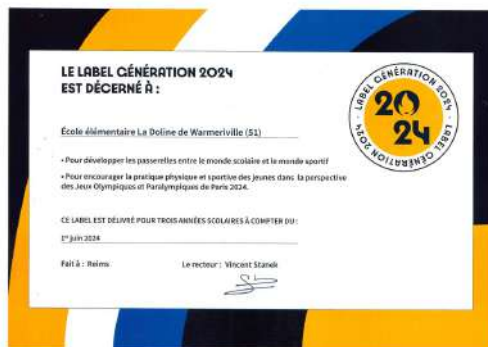 LE LABEL GÉNÉRATION 2024
EST DÉCERNÉ À :
LABEL GÉNÉRATION 2024 · LABEL GÉNÉRATION 2024 ·
20
24
École élémentaire La Doline de Warmeriville (51)
• Pour développer les passerelles entre le monde scolaire et le monde sportif
• Pour encourager la pratique physique et sportive des jeunes dans la perspective
des Jeux Olympiques et Paralympiques de Paris 2024.
CE LABEL EST DÉLIVRÉ POUR TROIS ANNÉES SCOLAIRES À COMPTER DU :
1er juin 2024
Fait à : Reims
Le recteur : Vincent Stanek